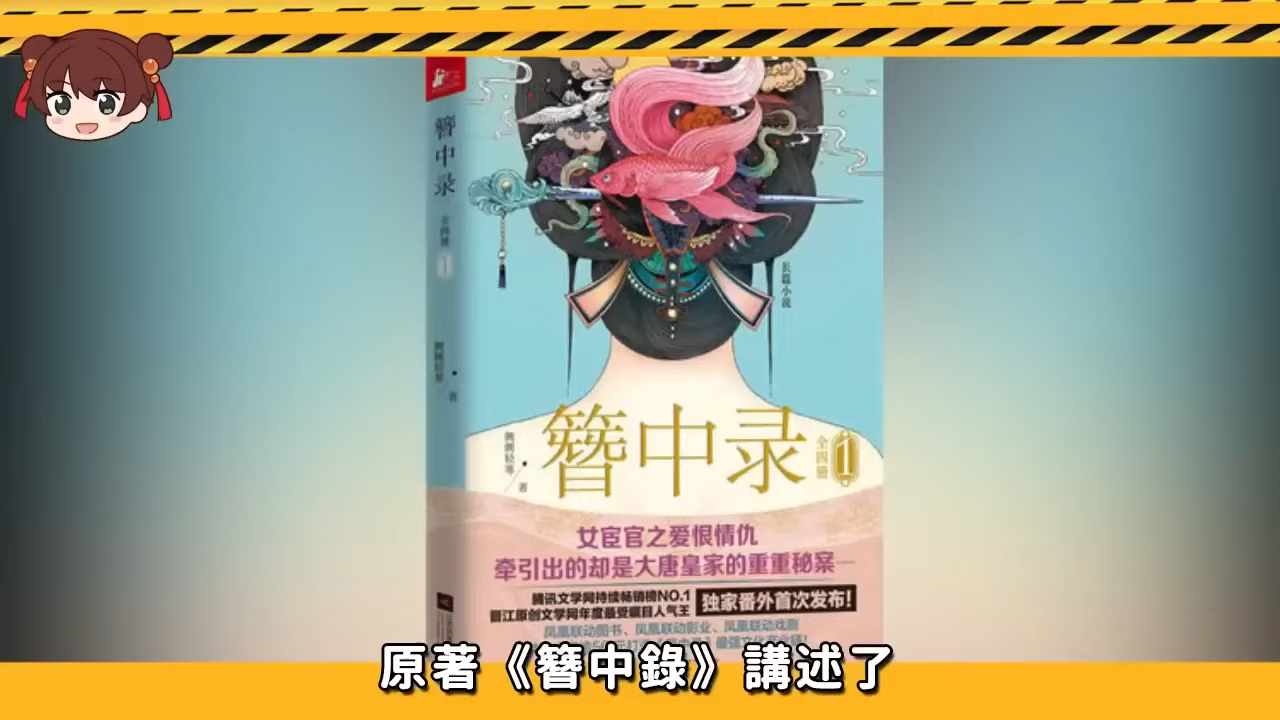 簪中录
全四册
1
侧侧轻寒
著
长篇小说
簪中录
全四册
1
侧侧轻寒
著
女宦官之爱恨情仇
牵引出的却是大唐皇家的重重秘案
腾讯文学网持续畅销榜NO.1
晋江原创文学网年度最受瞩目人气王
独家番外首次发布!
凤凰联动图书、凤凰联动影业、凤凰联动戏剧
原著《簪中錄》講述了